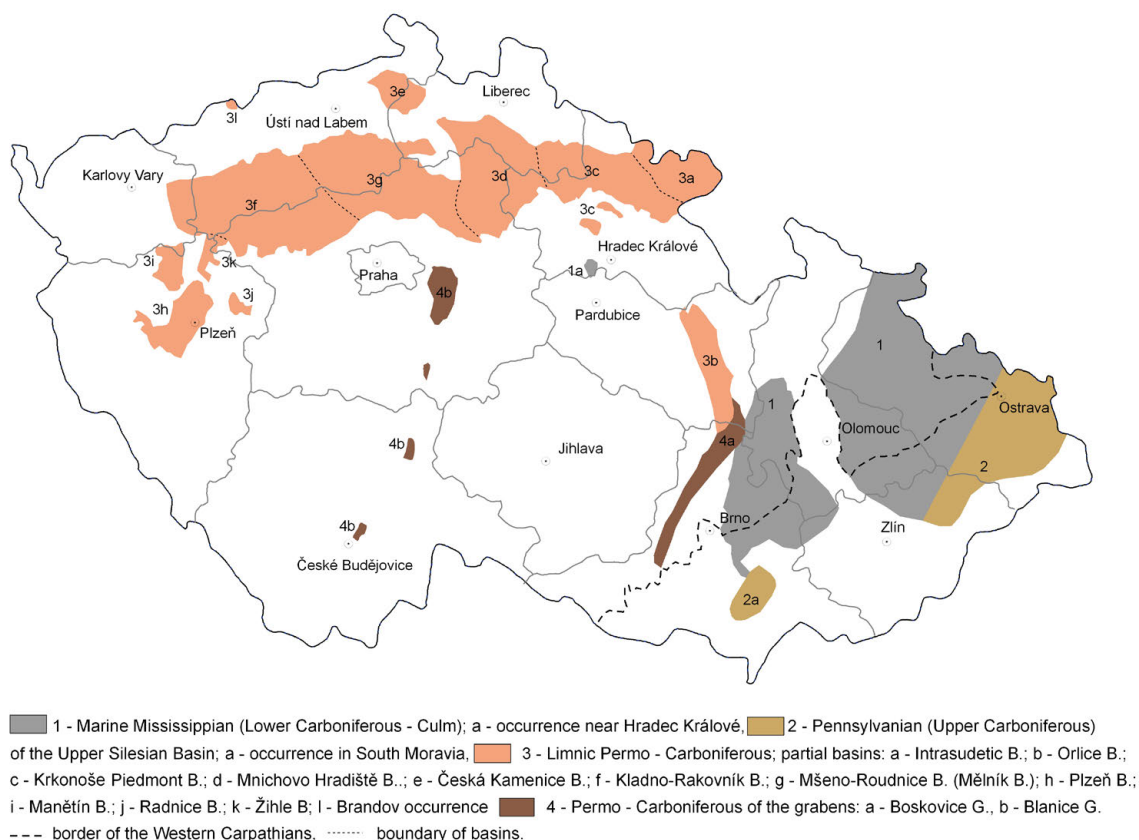 3e
Liberec
3l
Ústí nad Labem
Karlovy Vary
3g
3d
3c
3a
3f
3c
Hradec Králové
3i
3k
Praha
1a
3h
3j
4b
Pardubice
Plzeň
3b
1
1
Ostrava
Olomouc
4b
4a
Jihlava
2
4b
Brno
Zlín
České Budějovice
2a
1 - Marine Mississippian (Lower Carboniferous - Culm); a - occurrence near Hradec Králové, 2 - Pennsylvanian (Upper Carboniferous)
of the Upper Silesian Basin; a - occurrence in South Moravia, 3 - Limnic Permo - Carboniferous; partial basins: a - Intrasudetic B.; b - Orlice B.;
c - Krkonoše Piedmont B.; d - Mnichovo Hradiště B..; e - Česká Kamenice B.; f - Kladno-Rakovník B.; g - Mšeno-Roudnice B. (Mělník B.); h - Plzeň B.;
i - Manětín B.; j - Radnice B.; k - Žihle B; l - Brandov occurrence 4 - Permo - Carboniferous of the grabens: a - Boskovice G., b - Blanice G.
border of the Western Carpathians, boundary of basins.